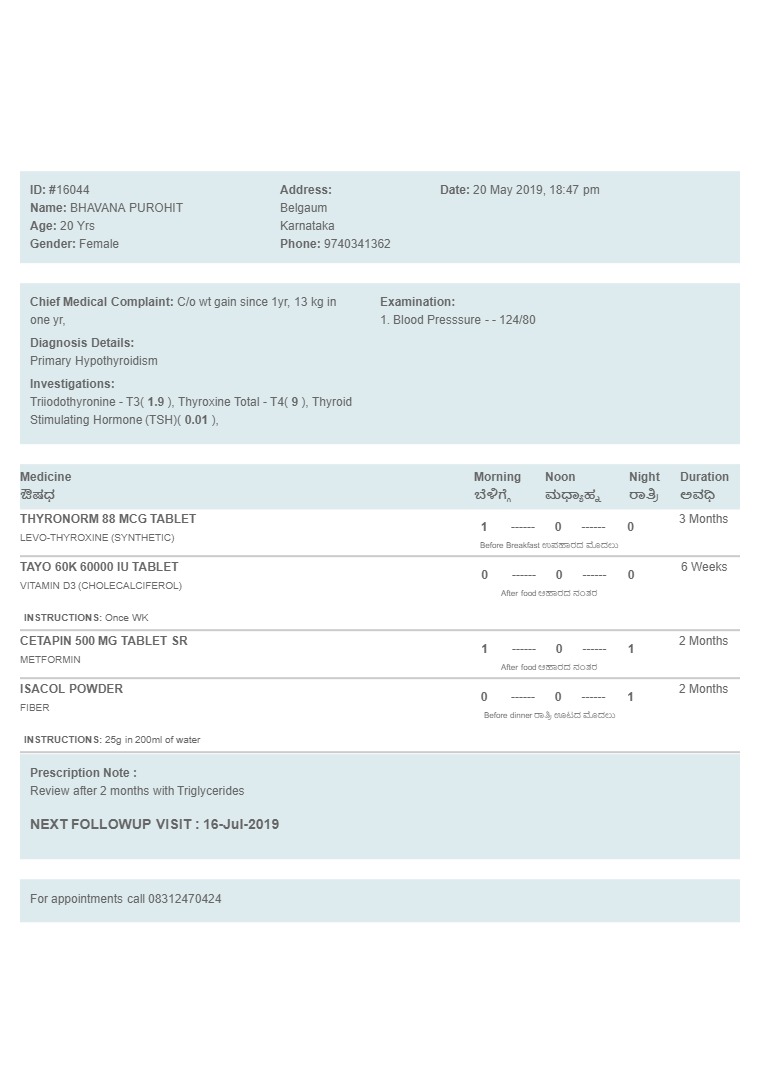 ID: #16044
Name: BHAVANA PUROHIT
Age: 20 Yrs
Gender: Female
Address:
Belgaum
Karnataka
Phone: 9740341362
Date: 20 May 2019, 18:47 pm
Chief Medical Complaint: C/o wt gain since 1yr, 13 kg in
one yr,
Diagnosis Details:
Primary Hypothyroidism
Investigations:
Triiodothyronine - T3( 1.9 ), Thyroxine Total - T4( 9 ), Thyroid
Stimulating Hormone (TSH)( 0.01 ),
Examination:
1. Blood Presssure - - 124/80
Medicine Morning Noon Night Duration
ಔಷಧ ಬೆಳಿಗ್ಗೆ ಮಧ್ಯಾಹ್ನ ರಾತ್ರಿ ಅವಧಿ
THYRONORM 88 MCG TABLET 1 ------ 0 ------ 0 3 Months
LEVO-THYROXINE (SYNTHETIC) Before Breakfast ಉಪಹಾರದ ಮೊದಲು
TAYO 60K 60000 IU TABLET 0 ------ 0 ------ 0 6 Weeks
VITAMIN D3 (CHOLECALCIFEROL) After food ಆಹಾರದ ನಂತರ
INSTRUCTIONS: Once WK
CETAPIN 500 MG TABLET SR 1 ------ 0 ------ 1 2 Months
METFORMIN After food ಆಹಾರದ ನಂತರ
ISACOL POWDER 0 ------ 0 ------ 1 2 Months
FIBER Before dinner ರಾತ್ರಿ ಊಟದ ಮೊದಲು
INSTRUCTIONS: 25g in 200ml of water
Prescription Note :
Review after 2 months with Triglycerides
NEXT FOLLOWUP VISIT : 16-Jul-2019
For appointments call 08312470424